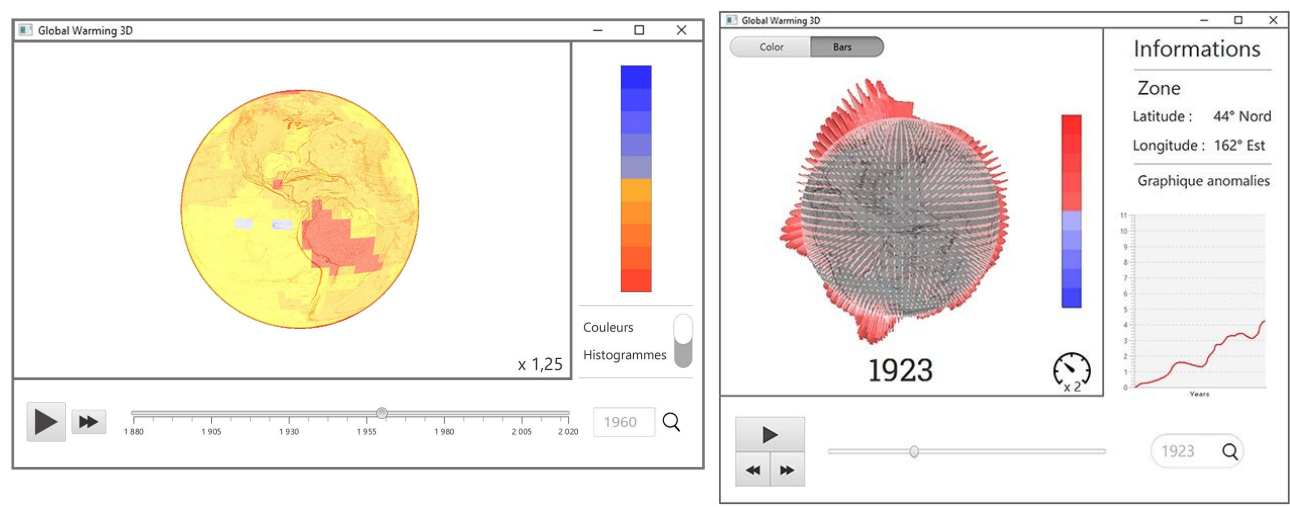 Global Warming 3D
x 1,25
Couleurs
Histogrammes
1 880 1 905 1 930 1 955 1 980 2 005 2 020
1960
Global Warming 3D
Color Bars
1923
x 2
1923
Informations
Zone
Latitude : 44° Nord
Longitude : 162° Est
Graphique anomalies
11
10
9
8
7
6
5
4
3
2
1
0
Years